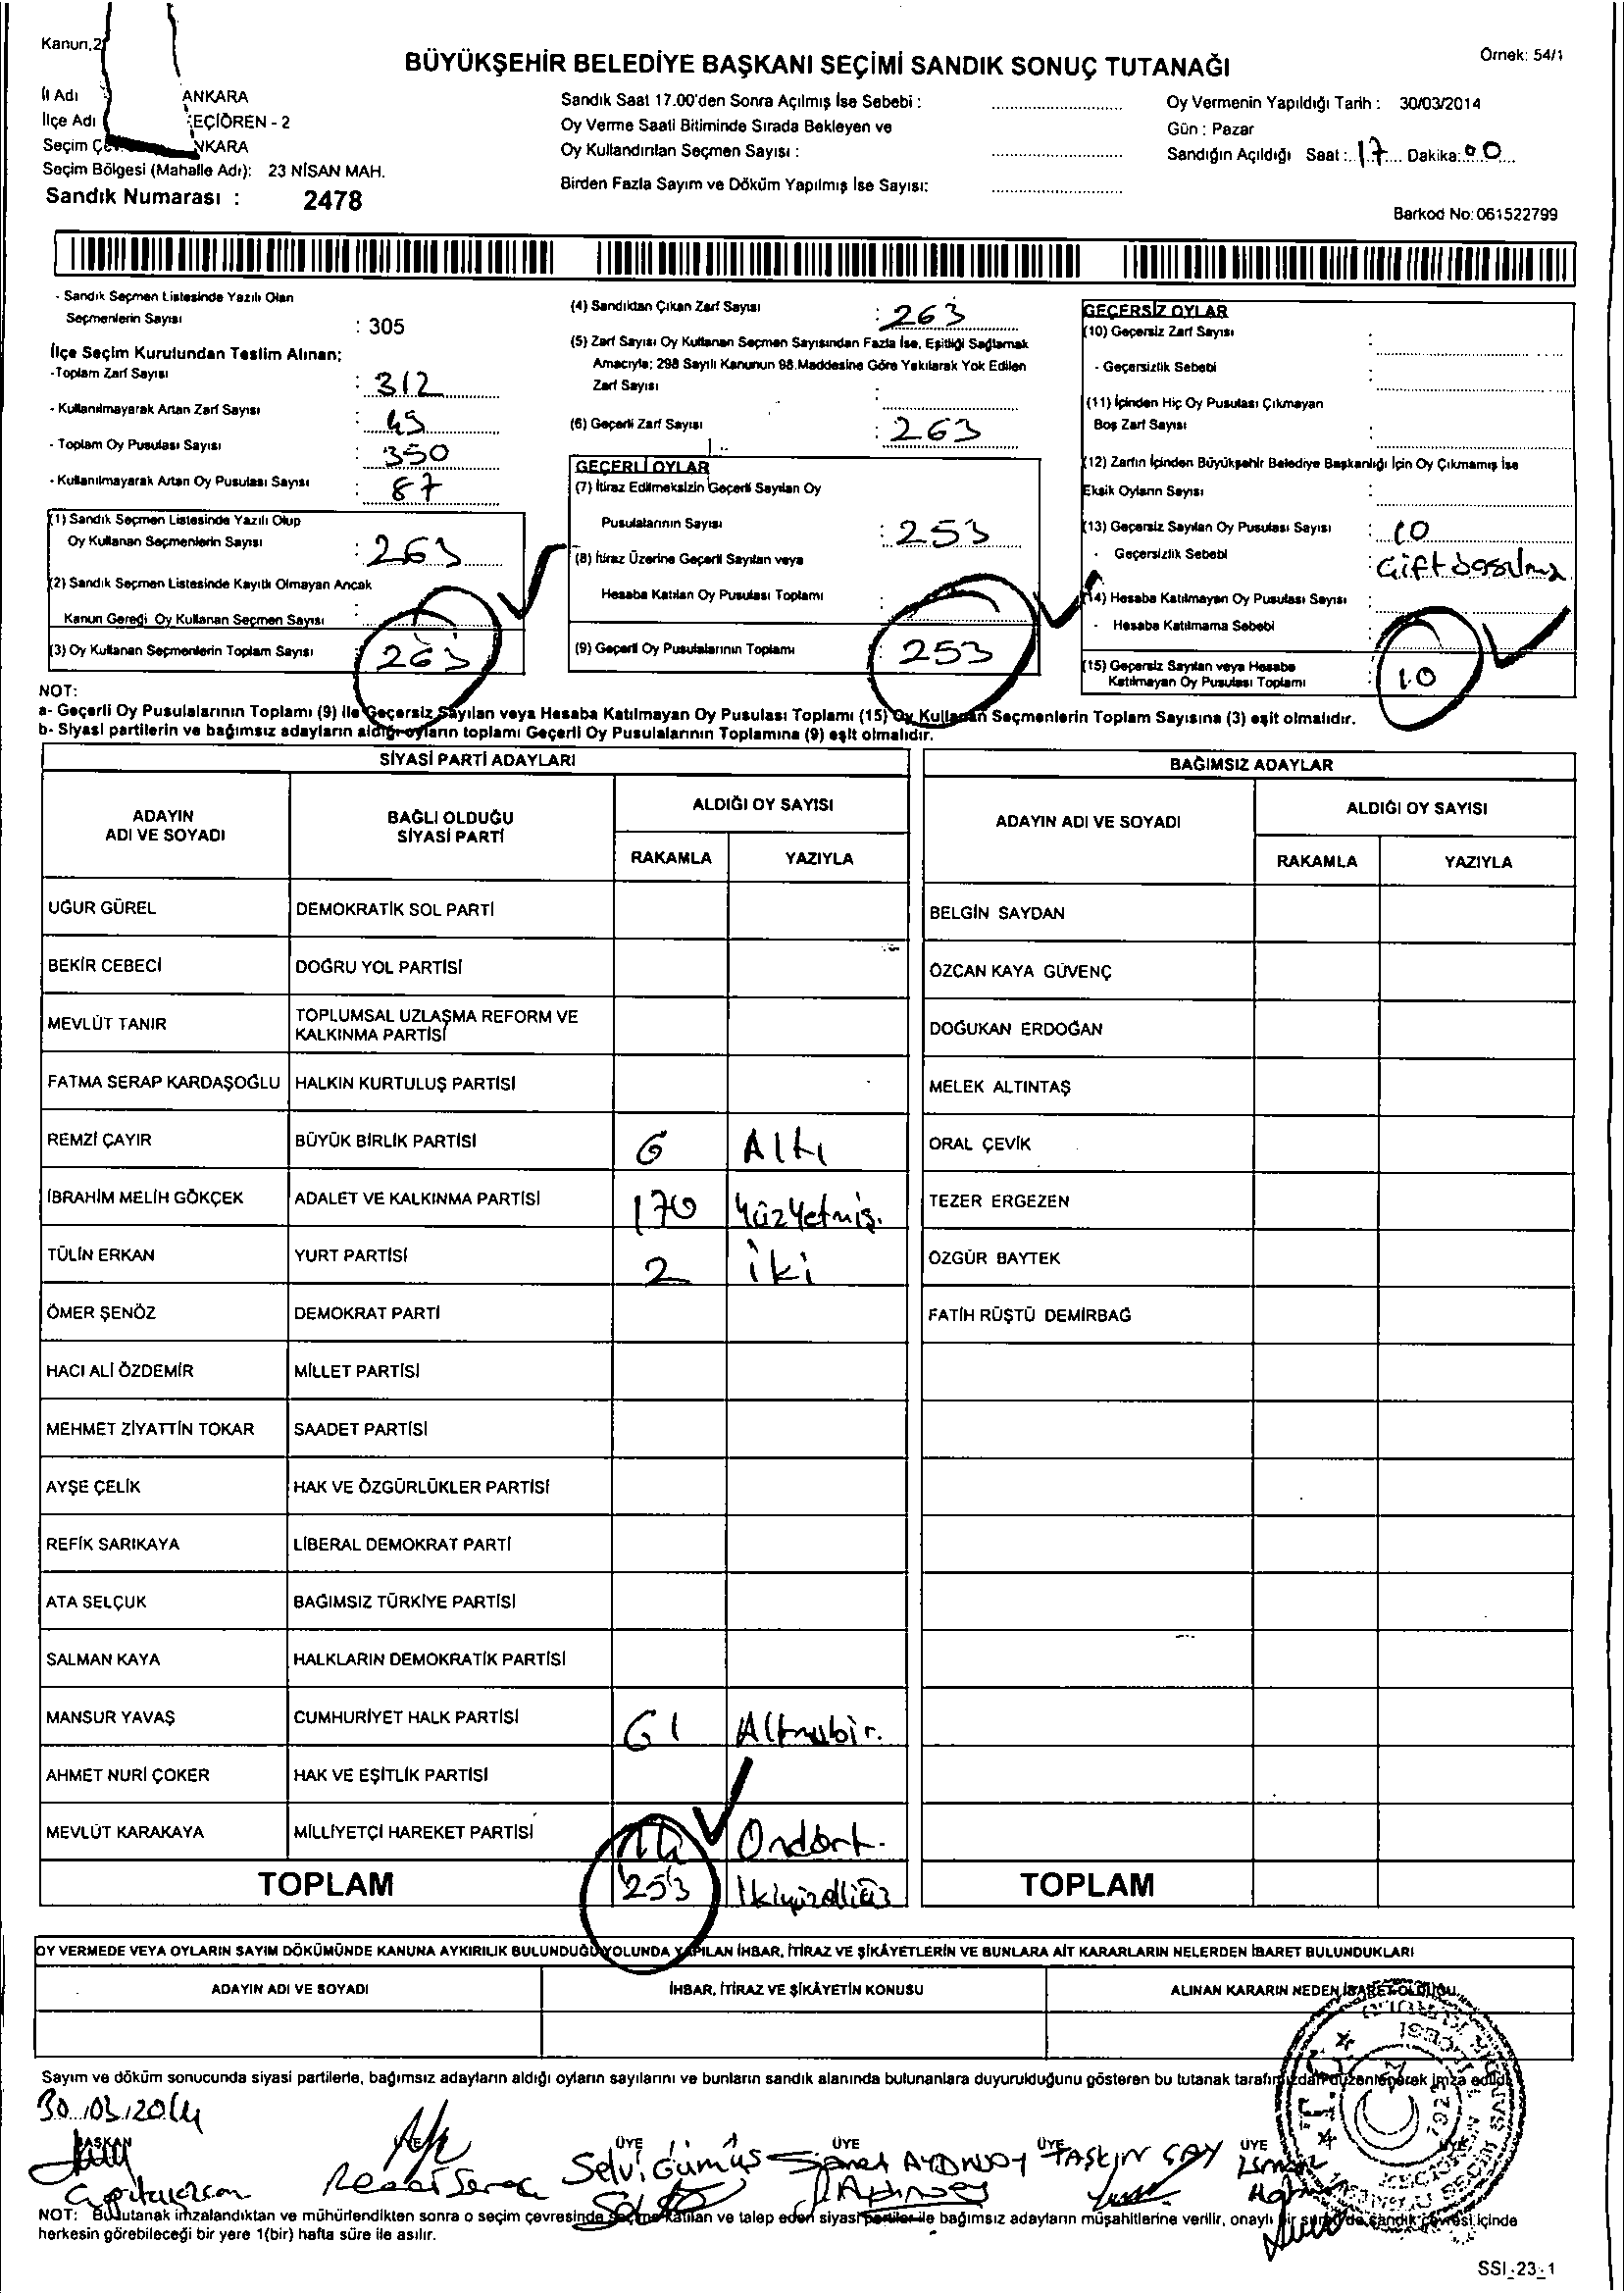 Kanun,2
Örnek: 54/1
BÜYÜKŞEHİR BELEDİYE BAŞKANI SEÇİMİ SANDIK SONUÇ TUTANAĞI
İl Adı ANKARA
İlçe Adı EÇİÖREN - 2
Seçim Çe NKARA
Seçim Bölgesi (Mahalle Adı): 23 NİSAN MAH.
Sandık Numarası : 2478
Sandık Saat 17.00'den Sonra Açılmış İse Sebebi :
Oy Verme Saati Bitiminde Sırada Bekleyen ve
Oy Kullandırılan Seçmen Sayısı :
Birden Fazla Sayım ve Döküm Yapılmış İse Sayısı:
Oy Vermenin Yapıldığı Tarih : 30/03/2014
Gün : Pazar
Sandığın Açıldığı Saat : 17 Dakika: 00
Barkod No: 061522799
- Sandık Seçmen Listesinde Yazılı Olan
Seçmenlerin Sayısı : 305
İlçe Seçim Kurulundan Teslim Alınan;
-Toplam Zarf Sayısı : 312
- Kullanılmayarak Artan Zarf Sayısı : 49
- Toplam Oy Pusulası Sayısı : 350
- Kullanılmayarak Artan Oy Pusulası Sayısı : 87
(1) Sandık Seçmen Listesinde Yazılı Olup
Oy Kullanan Seçmenlerin Sayısı : 263
(2) Sandık Seçmen Listesinde Kayıtlı Olmayan Ancak
Kanun Gereği Oy Kullanan Seçmen Sayısı :
(3) Oy Kullanan Seçmenlerin Toplam Sayısı : 263
(4) Sandıktan Çıkan Zarf Sayısı : 263
(5) Zarf Sayısı Oy Kullanan Seçmen Sayısından Fazla İse, Eşitliği Sağlamak
Amacıyla; 298 Sayılı Kanunun 98.Maddesine Göre Yakılarak Yok Edilen
Zarf Sayısı :
(6) Geçerli Zarf Sayısı : 263
GEÇERLİ OYLAR
(7) İtiraz Edilmeksizin Geçerli Sayılan Oy
Pusulalarının Sayısı : 253
(8) İtiraz Üzerine Geçerli Sayılan veya
Hesaba Katılan Oy Pusulası Toplamı :
(9) Geçerli Oy Pusulalarının Toplamı : 253
GEÇERSİZ OYLAR
(10) Geçersiz Zarf Sayısı :
- Geçersizlik Sebebi :
(11) İçinden Hiç Oy Pusulası Çıkmayan
Boş Zarf Sayısı :
(12) Zarfın İçinden Büyükşehir Belediye Başkanlığı İçin Oy Çıkmamış İse
Eksik Oyların Sayısı :
(13) Geçersiz Sayılan Oy Pusulası Sayısı : 10
- Geçersizlik Sebebi : Çift basılma
(14) Hesaba Katılmayan Oy Pusulası Sayısı :
- Hesaba Katılmama Sebebi :
(15) Geçersiz Sayılan veya Hesaba
Katılmayan Oy Pusulası Toplamı : 10
NOT:
a- Geçerli Oy Pusulalarının Toplamı (9) ile Geçersiz Sayılan veya Hesaba Katılmayan Oy Pusulası Toplamı (15) Oy Kullanan Seçmenlerin Toplam Sayısına (3) eşit olmalıdır.
b- Siyasi partilerin ve bağımsız adayların aldığı oyların toplamı Geçerli Oy Pusulalarının Toplamına (9) eşit olmalıdır.
SİYASİ PARTİ ADAYLARI
ADAYIN ADI VE SOYADI
BAĞLI OLDUĞU SİYASİ PARTİ
ALDIĞI OY SAYISI
RAKAMLA YAZIYLA
UĞUR GÜREL DEMOKRATİK SOL PARTİ
BEKİR CEBECİ DOĞRU YOL PARTİSİ
MEVLÜT TANIR TOPLUMSAL UZLAŞMA REFORM VE KALKINMA PARTİSİ
FATMA SERAP KARDAŞOĞLU HALKIN KURTULUŞ PARTİSİ
REMZİ ÇAYIR BÜYÜK BİRLİK PARTİSİ 6 Altı
İBRAHİM MELİH GÖKÇEK ADALET VE KALKINMA PARTİSİ 170 Yüzyetmiş.
TÜLİN ERKAN YURT PARTİSİ 2 iki
ÖMER ŞENÖZ DEMOKRAT PARTİ
HACI ALİ ÖZDEMİR MİLLET PARTİSİ
MEHMET ZİYATTİN TOKAR SAADET PARTİSİ
AYŞE ÇELİK HAK VE ÖZGÜRLÜKLER PARTİSİ
REFİK SARIKAYA LİBERAL DEMOKRAT PARTİ
ATA SELÇUK BAĞIMSIZ TÜRKİYE PARTİSİ
SALMAN KAYA HALKLARIN DEMOKRATİK PARTİSİ
MANSUR YAVAŞ CUMHURİYET HALK PARTİSİ 61 Altmışbir.
AHMET NURİ ÇOKER HAK VE EŞİTLİK PARTİSİ
MEVLÜT KARAKAYA MİLLİYETÇİ HAREKET PARTİSİ 14 Ondört.
TOPLAM 253 İkiyüzelliüç
BAĞIMSIZ ADAYLAR
ADAYIN ADI VE SOYADI
ALDIĞI OY SAYISI
RAKAMLA YAZIYLA
BELGİN SAYDAN
ÖZCAN KAYA GÜVENÇ
DOĞUKAN ERDOĞAN
MELEK ALTINTAŞ
ORAL ÇEVİK
TEZER ERGEZEN
ÖZGÜR BAYTEK
FATİH RÜŞTÜ DEMİRBAĞ
TOPLAM
OY VERMEDE VEYA OYLARIN SAYIM DÖKÜMÜNDE KANUNA AYKIRILIK BULUNDUĞU YOLUNDA YAPILAN İHBAR, İTİRAZ VE ŞİKÂYETLERİN VE BUNLARA AİT KARARLARIN NELERDEN İBARET BULUNDUKLARI
ADAYIN ADI VE SOYADI
İHBAR, İTİRAZ VE ŞİKÂYETİN KONUSU
ALINAN KARARIN NEDEN İBARET OLDUĞU
Sayım ve döküm sonucunda siyasi partilerle, bağımsız adayların aldığı oyların sayılarını ve bunların sandık alanında bulunanlara duyurulduğunu gösteren bu tutanak tarafımızdan düzenlenerek imza edildi.
30.03.2014
BAŞKAN ÜYE ÜYE ÜYE ÜYE ÜYE
Selvi Gümüş
AYDINSOY
TAŞKIN ÇAY
T.C.
1923
NOT: Bu tutanak imzalandıktan ve mühürlendikten sonra o seçim çevresinde seçime katılan ve talep eden siyasi partiler ile bağımsız adayların müşahitlerine verilir, onaylı bir sureti de sandık çevresi içinde
herkesin görebileceği bir yere 1(bir) hafta süre ile asılır.
SSI_23_1